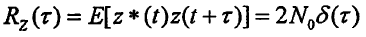 R_Z(τ) = E[z*(t)z(t+τ)] = 2N_0δ(τ)